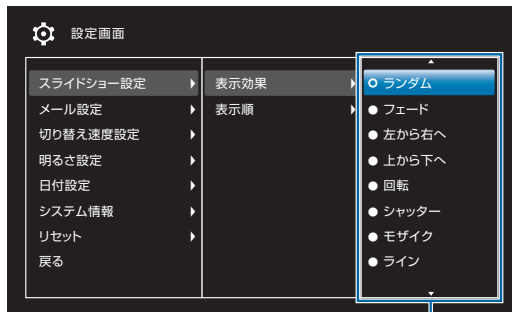 設定画面
スライドショー設定
メール設定
切り替え速度設定
明るさ設定
日付設定
システム情報
リセット
戻る
表示効果
表示順
ランダム
フェード
左から右へ
上から下へ
回転
シャッター
モザイク
ライン